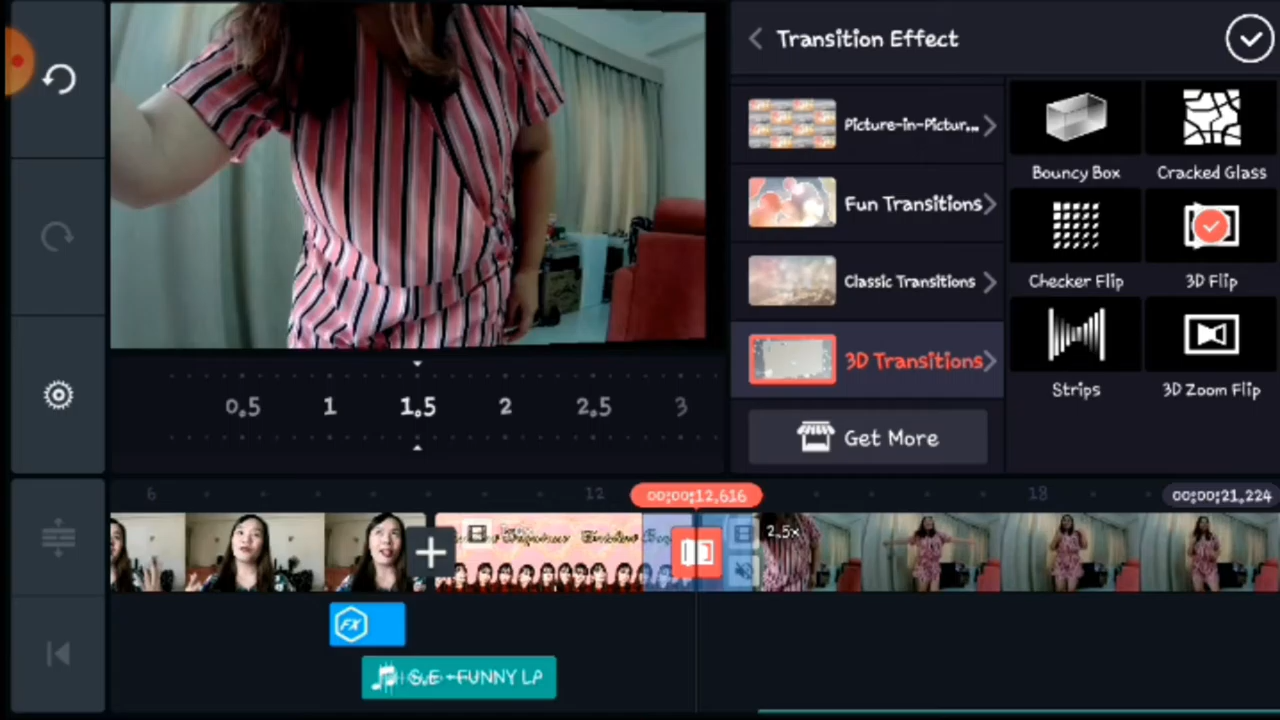 Transition Effect
Picture-in-Pictur...
Fun Transitions
Classic Transitions
3D Transitions
Get More
Bouncy Box
Cracked Glass
Checker Flip
3D Flip
Strips
3D Zoom Flip
0.5 1 1.5 2 2.5 3
6 12 18
00:00:12,616
00:00:21,224
2.5x
FX
S.E - FUNNY LA